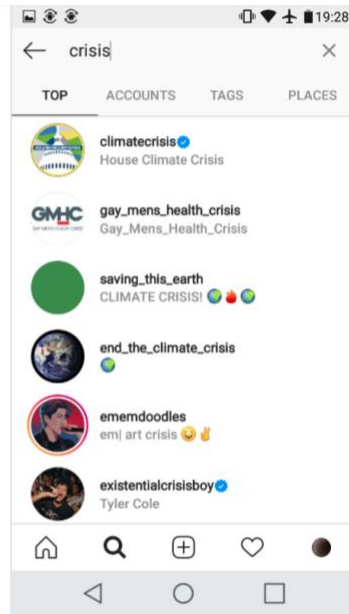 19:28
crisis
TOP ACCOUNTS TAGS PLACES
climatecrisis
House Climate Crisis
GMHC
gay_mens_health_crisis
Gay_Mens_Health_Crisis
saving_this_earth
CLIMATE CRISIS! 🌍🔥🌍
end_the_climate_crisis
🌍
ememdoodles
em| art crisis 😂✌
existentialcrisisboy
Tyler Cole